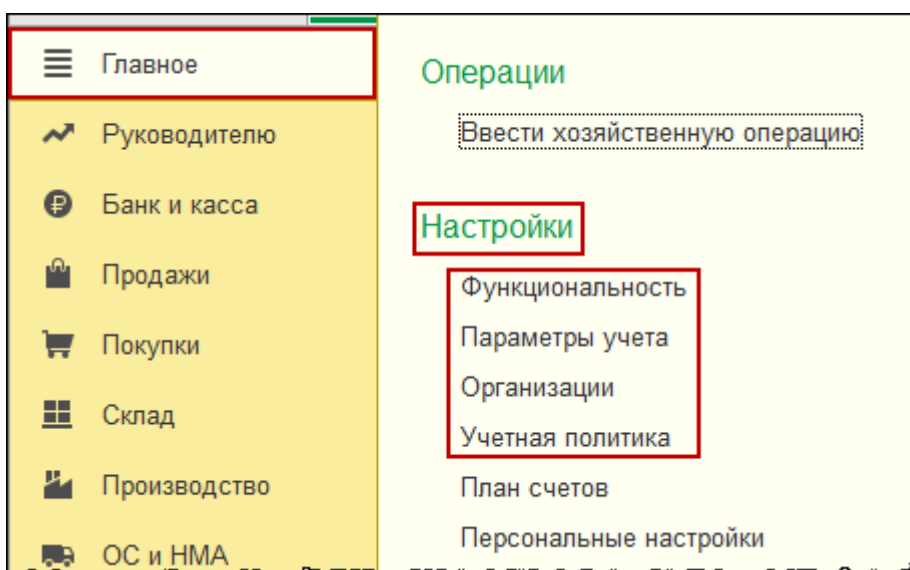 Главное
Руководителю
Банк и касса
Продажи
Покупки
Склад
Производство
ОС и НМА
Операции
Ввести хозяйственную операцию
Настройки
Функциональность
Параметры учета
Организации
Учетная политика
План счетов
Персональные настройки